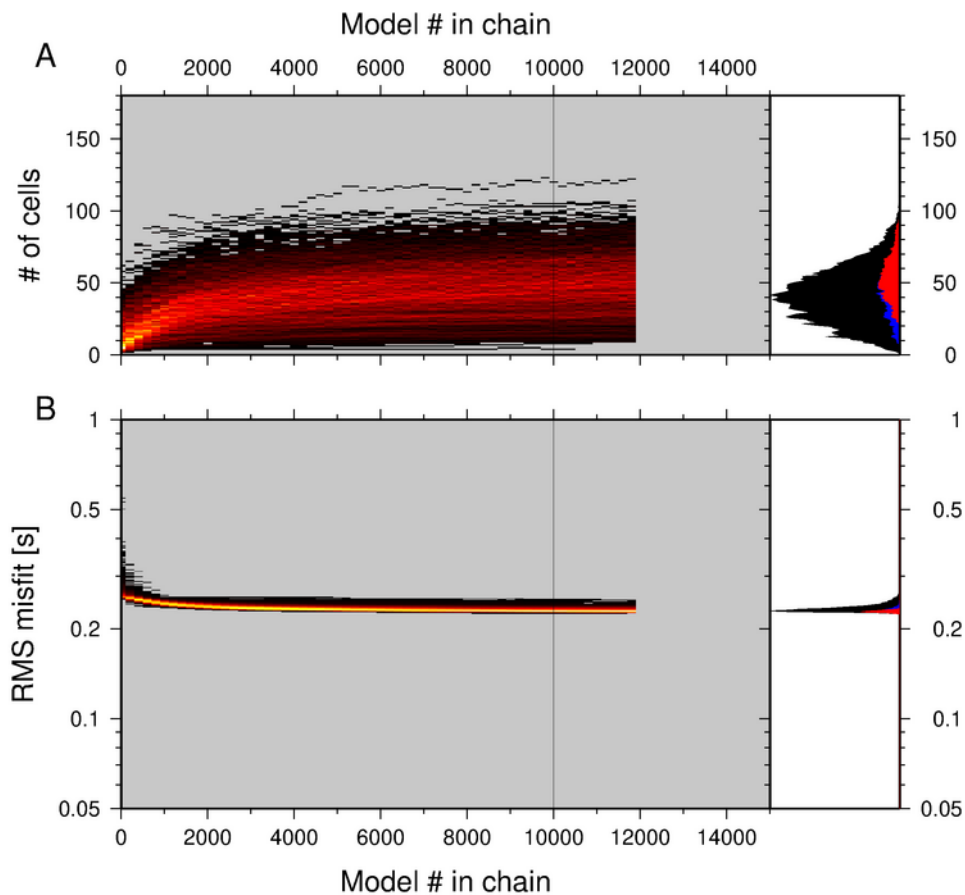 Model # in chain
A
0 2000 4000 6000 8000 10000 12000 14000
# of cells
150 150
100 100
50 50
0 0
B
RMS misfit [s]
1 1
0.5 0.5
0.2 0.2
0.1 0.1
0.05 0.05
0 2000 4000 6000 8000 10000 12000 14000
Model # in chain